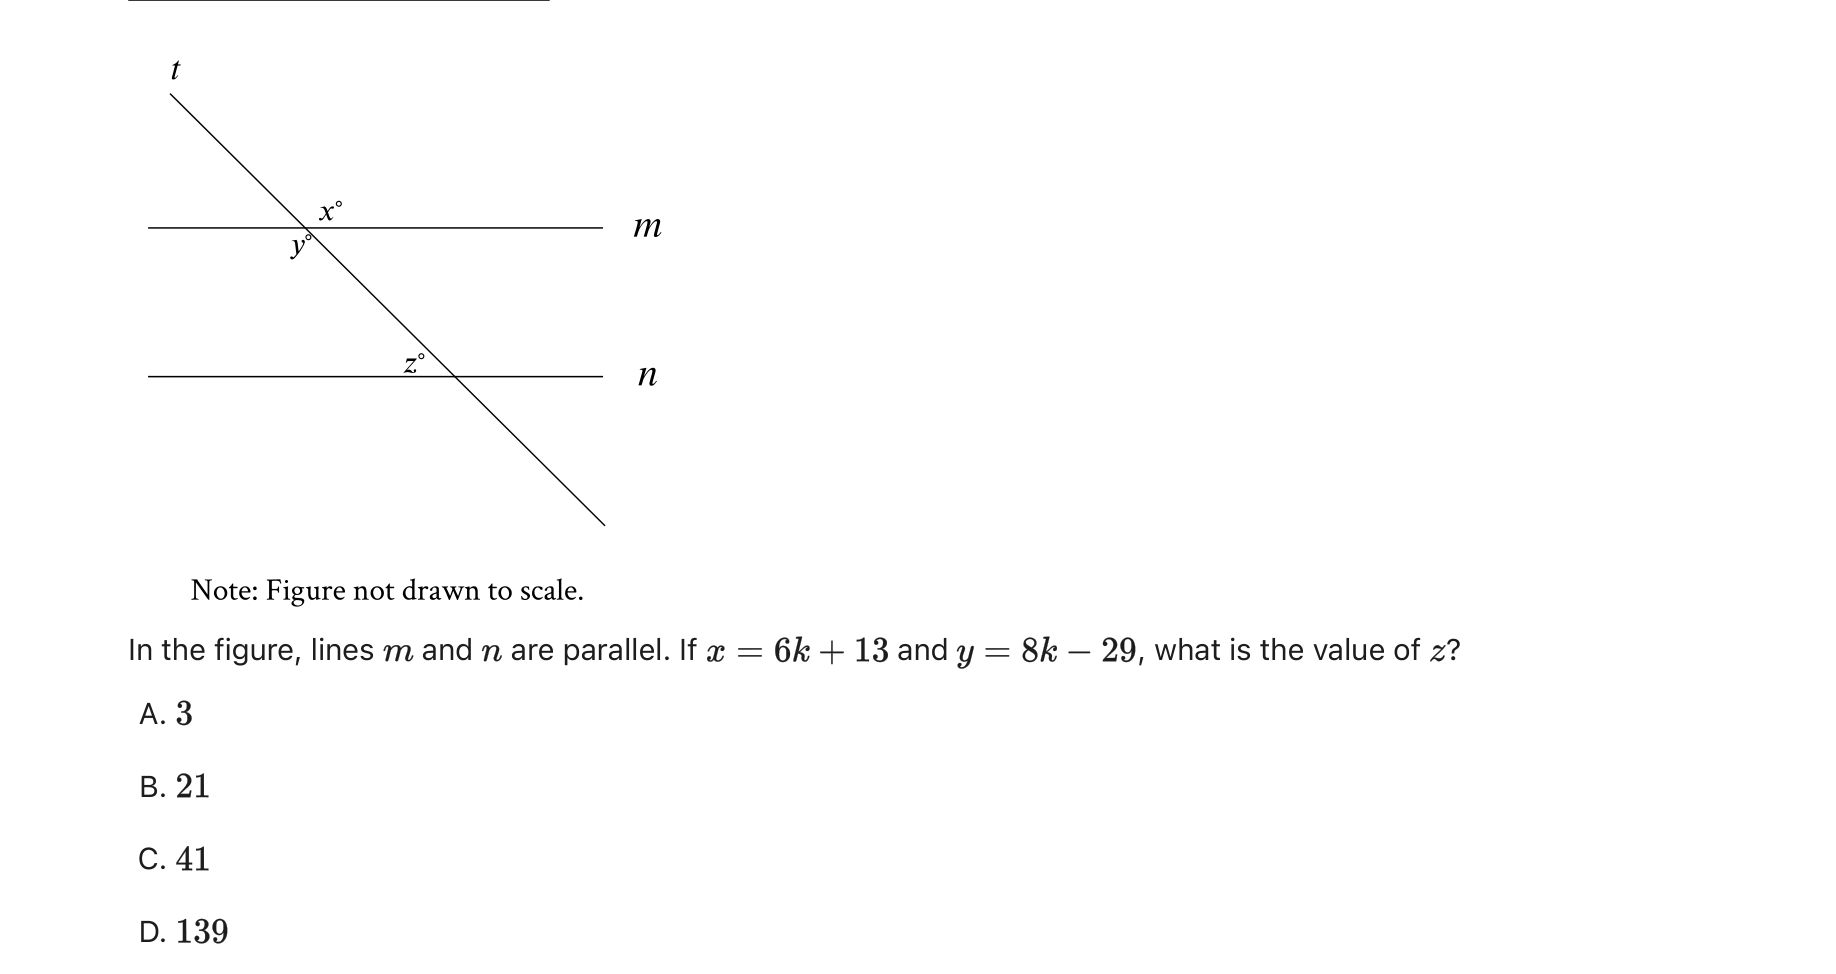 t
x°
m
y°
z°
n
Note: Figure not drawn to scale.
In the figure, lines m and n are parallel. If x = 6k + 13 and y = 8k − 29, what is the value of z?
A. 3
B. 21
C. 41
D. 139